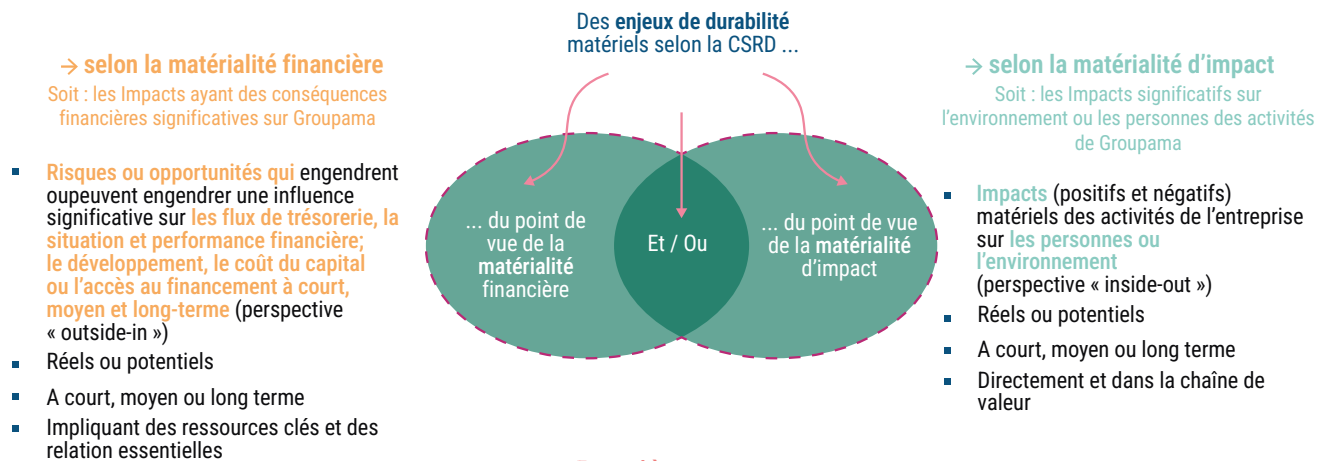 Des enjeux de durabilité
matériels selon la CSRD ...
→ selon la matérialité financière
Soit : les Impacts ayant des conséquences
financières significatives sur Groupama
▪ Risques ou opportunités qui engendrent
oupeuvent engendrer une influence
significative sur les flux de trésorerie, la
situation et performance financière;
le développement, le coût du capital
ou l'accès au financement à court,
moyen et long-terme (perspective
« outside-in »)
▪ Réels ou potentiels
▪ A court, moyen ou long terme
▪ Impliquant des ressources clés et des
relation essentielles
... du point de
vue de la
matérialité
financière
Et / Ou
... du point de vue
de la matérialité
d'impact
→ selon la matérialité d'impact
Soit : les Impacts significatifs sur
l'environnement ou les personnes des activités
de Groupama
▪ Impacts (positifs et négatifs)
matériels des activités de l'entreprise
sur les personnes ou
l'environnement
(perspective « inside-out »)
▪ Réels ou potentiels
▪ A court, moyen ou long terme
▪ Directement et dans la chaîne de
valeur